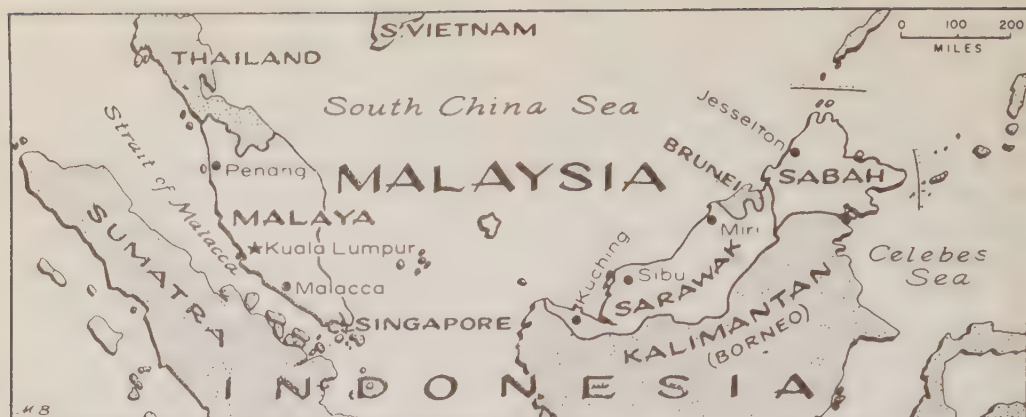 S. VIETNAM
0 100 200
MILES
THAILAND
South China Sea
Jesselton
Strait of Malacca
Penang
MALAYSIA
BRUNEI
SABAH
MALAYA
Kuala Lumpur
Miri
SUMATRA
Malacca
Kuching
Sibu
SARAWAK
Celebes
Sea
SINGAPORE
KALIMANTAN
(BORNEO)
INDONESIA